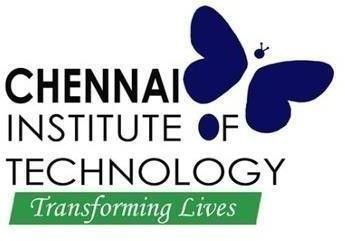 CHENNAI
INSTITUTE OF
TECHNOLOGY
Transforming Lives